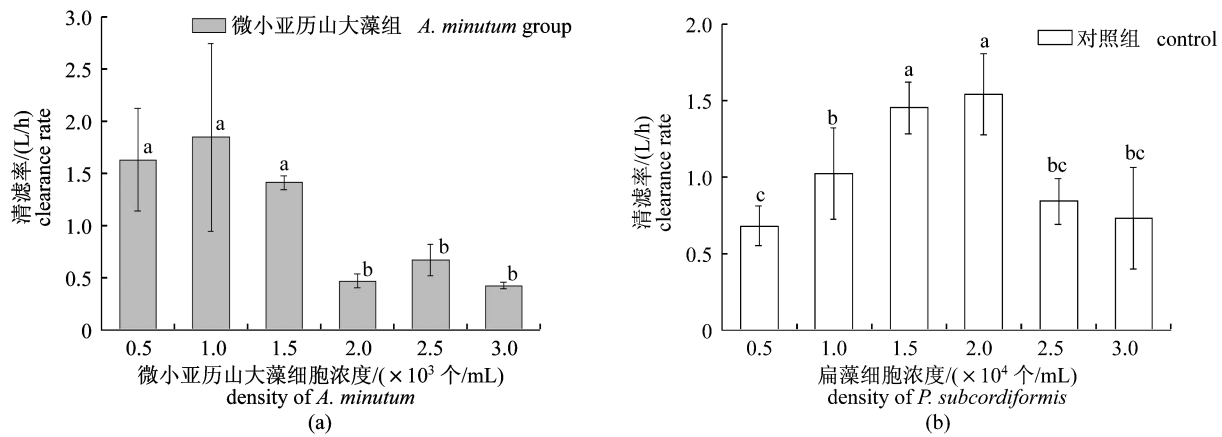 3.0
2.5
2.0
1.5
1.0
0.5
0
清滤率/(L/h)
clearance rate
微小亚历山大藻组 A. minutum group
a
a
a
b
b
b
0.5 1.0 1.5 2.0 2.5 3.0
微小亚历山大藻细胞浓度/(×10³ 个/mL)
density of A. minutum
(a)
2.0
1.5
1.0
0.5
0
清滤率/(L/h)
clearance rate
对照组 control
c
b
a
a
bc
bc
0.5 1.0 1.5 2.0 2.5 3.0
扁藻细胞浓度/(×10⁴ 个/mL)
density of P. subcordiformis
(b)